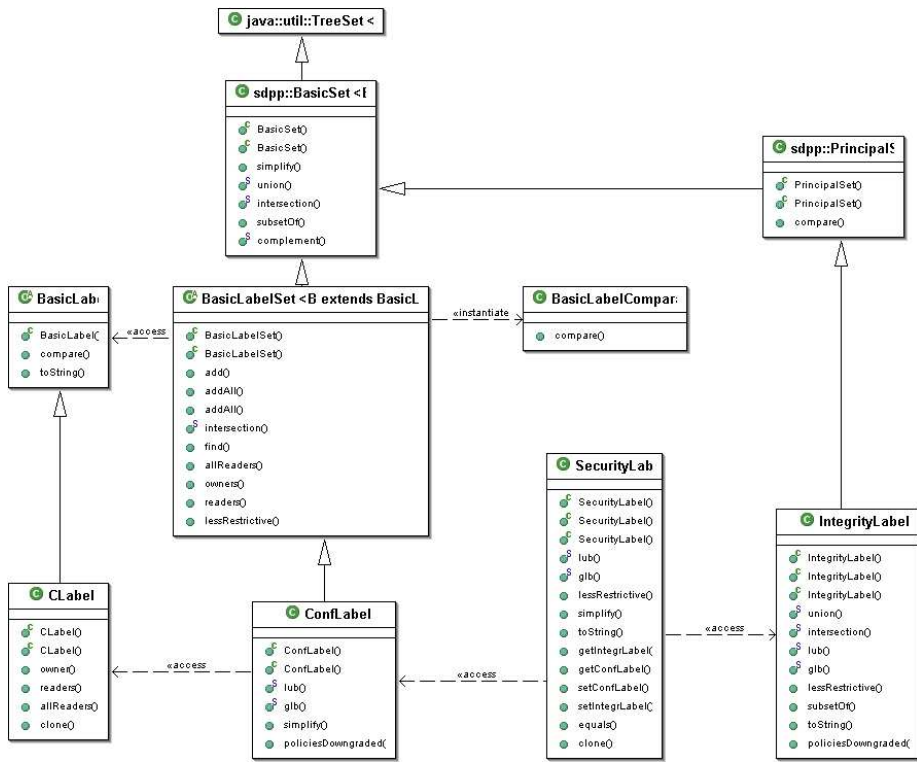 java::util::TreeSet <
sdpp::BasicSet <E
BasicSet()
BasicSet()
simplify()
union()
intersection()
subsetOf()
complement()
sdpp::PrincipalS
PrincipalSet()
PrincipalSet()
compare()
BasicLabe
BasicLabel(
compare()
toString()
«access
BasicLabelSet <B extends BasicL
BasicLabelSet()
BasicLabelSet()
add()
addAll()
addAll()
intersection()
find()
allReaders()
owners()
readers()
lessRestrictive()
«instantiate
BasicLabelCompara
compare()
CLabel
CLabel()
CLabel()
owner()
readers()
allReaders()
clone()
«access
ConfLabel
ConfLabel()
ConfLabel()
lub()
glb()
simplify()
policiesDowngraded(
«access
SecurityLab
SecurityLabel()
SecurityLabel()
SecurityLabel()
lub()
glb()
lessRestrictive()
simplify()
toString()
getIntegrLabel(
getConfLabel()
setConfLabel()
setIntegrLabel(
equals()
clone()
«access
IntegrityLabel
IntegrityLabel()
IntegrityLabel()
IntegrityLabel()
union()
intersection()
lub()
glb()
lessRestrictive()
subsetOf()
toString()
policiesDowngraded(